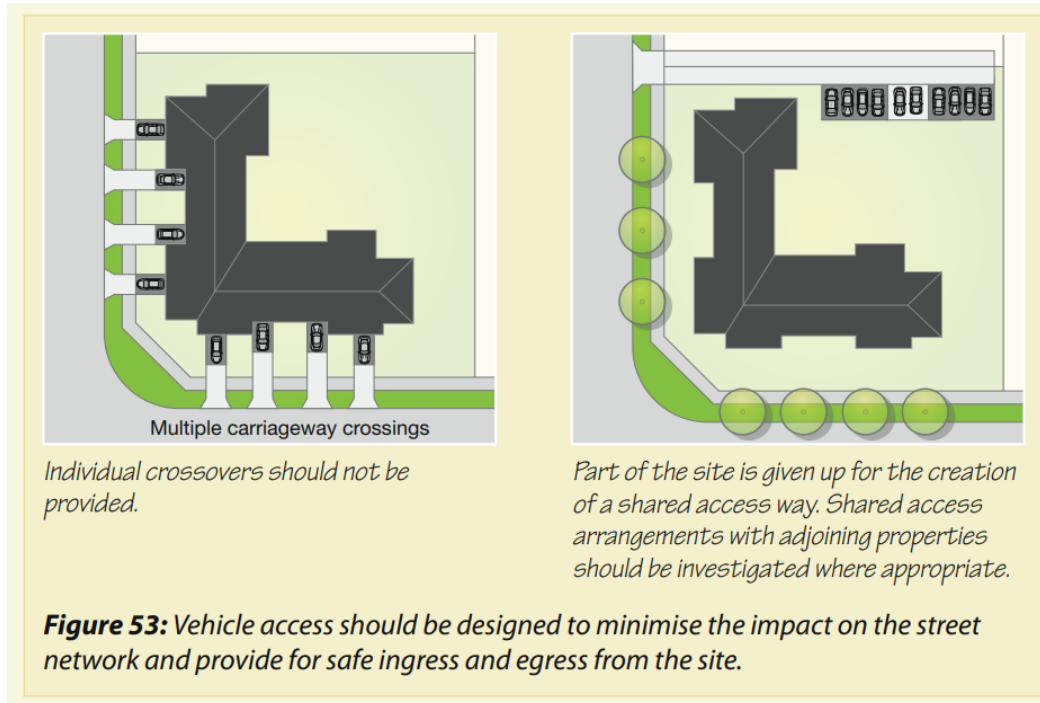 Multiple carriageway crossings
Individual crossovers should not be
provided.
Part of the site is given up for the creation
of a shared access way. Shared access
arrangements with adjoining properties
should be investigated where appropriate.
Figure 53: Vehicle access should be designed to minimise the impact on the street
network and provide for safe ingress and egress from the site.